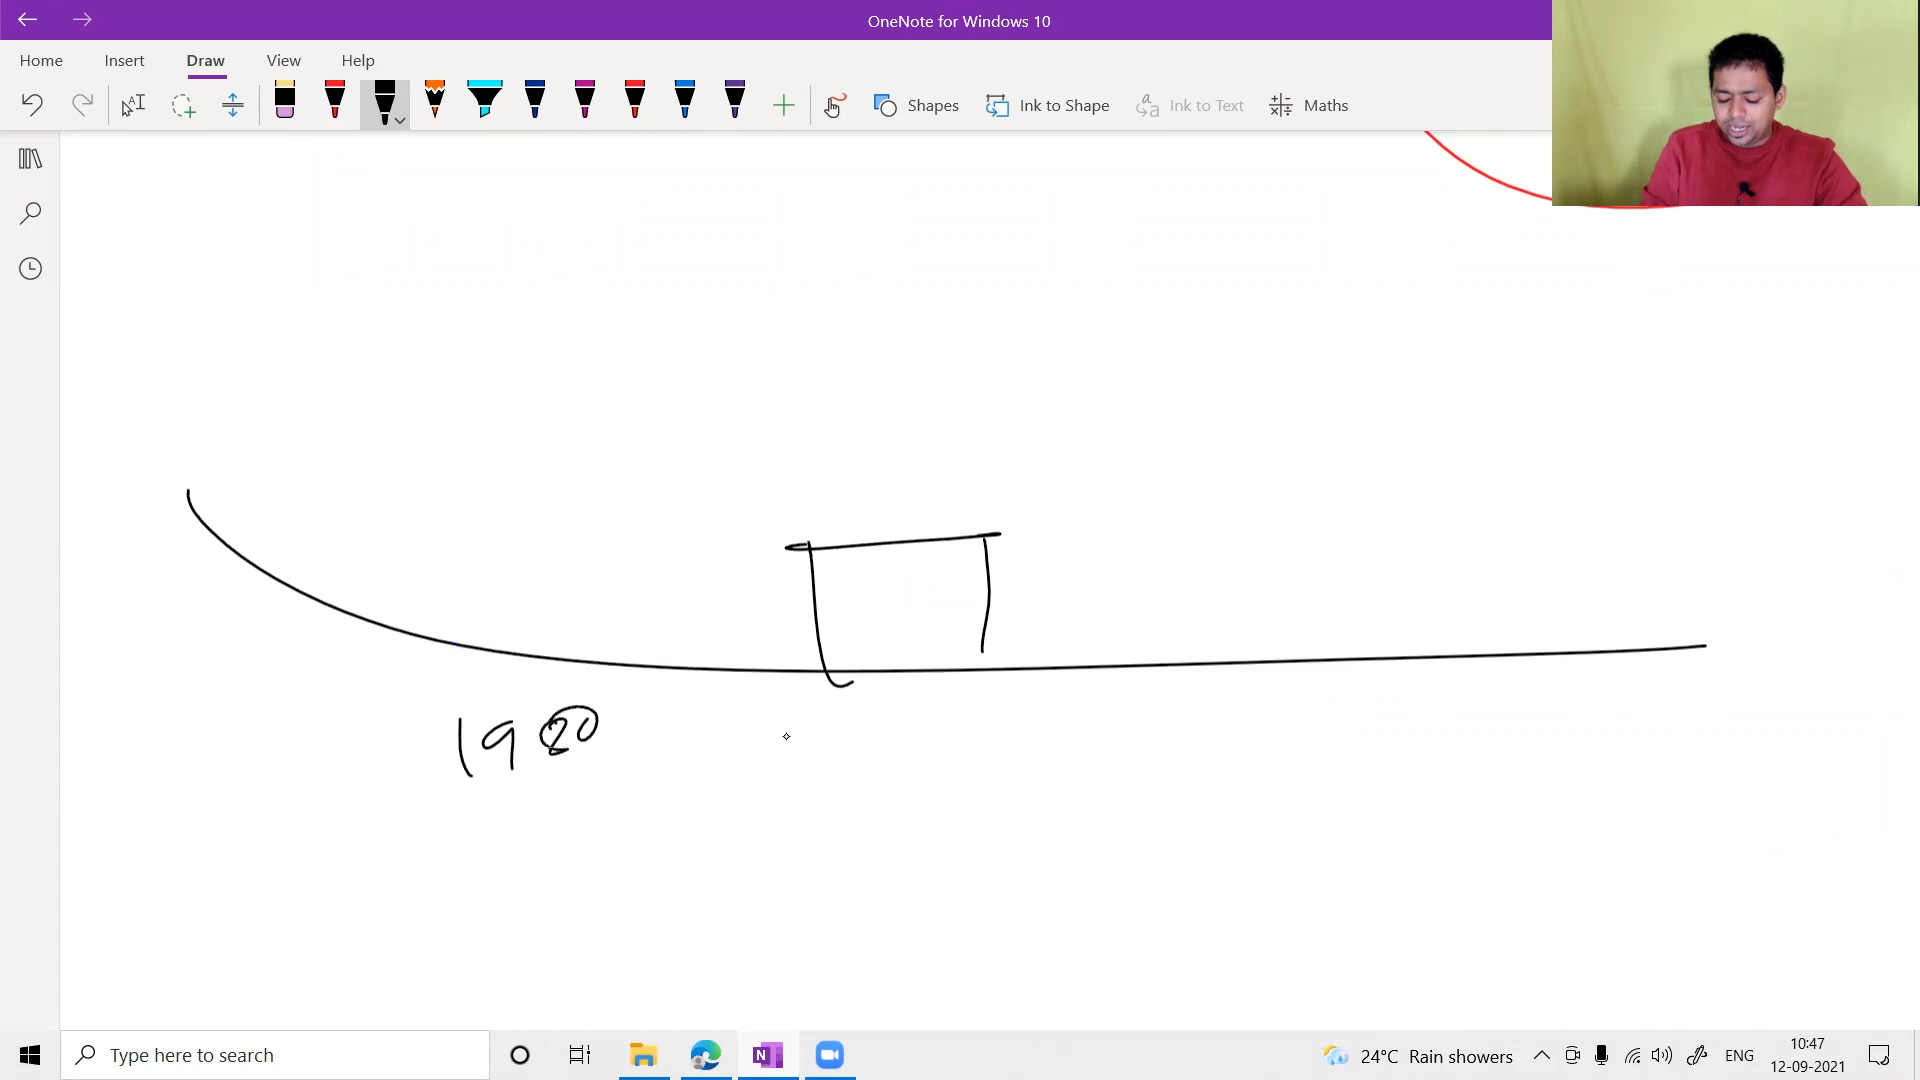 OneNote for Windows 10
Home Insert Draw View Help
Shapes Ink to Shape Ink to Text Maths
1920
Type here to search
24°C Rain showers
ENG
10:47
12-09-2021